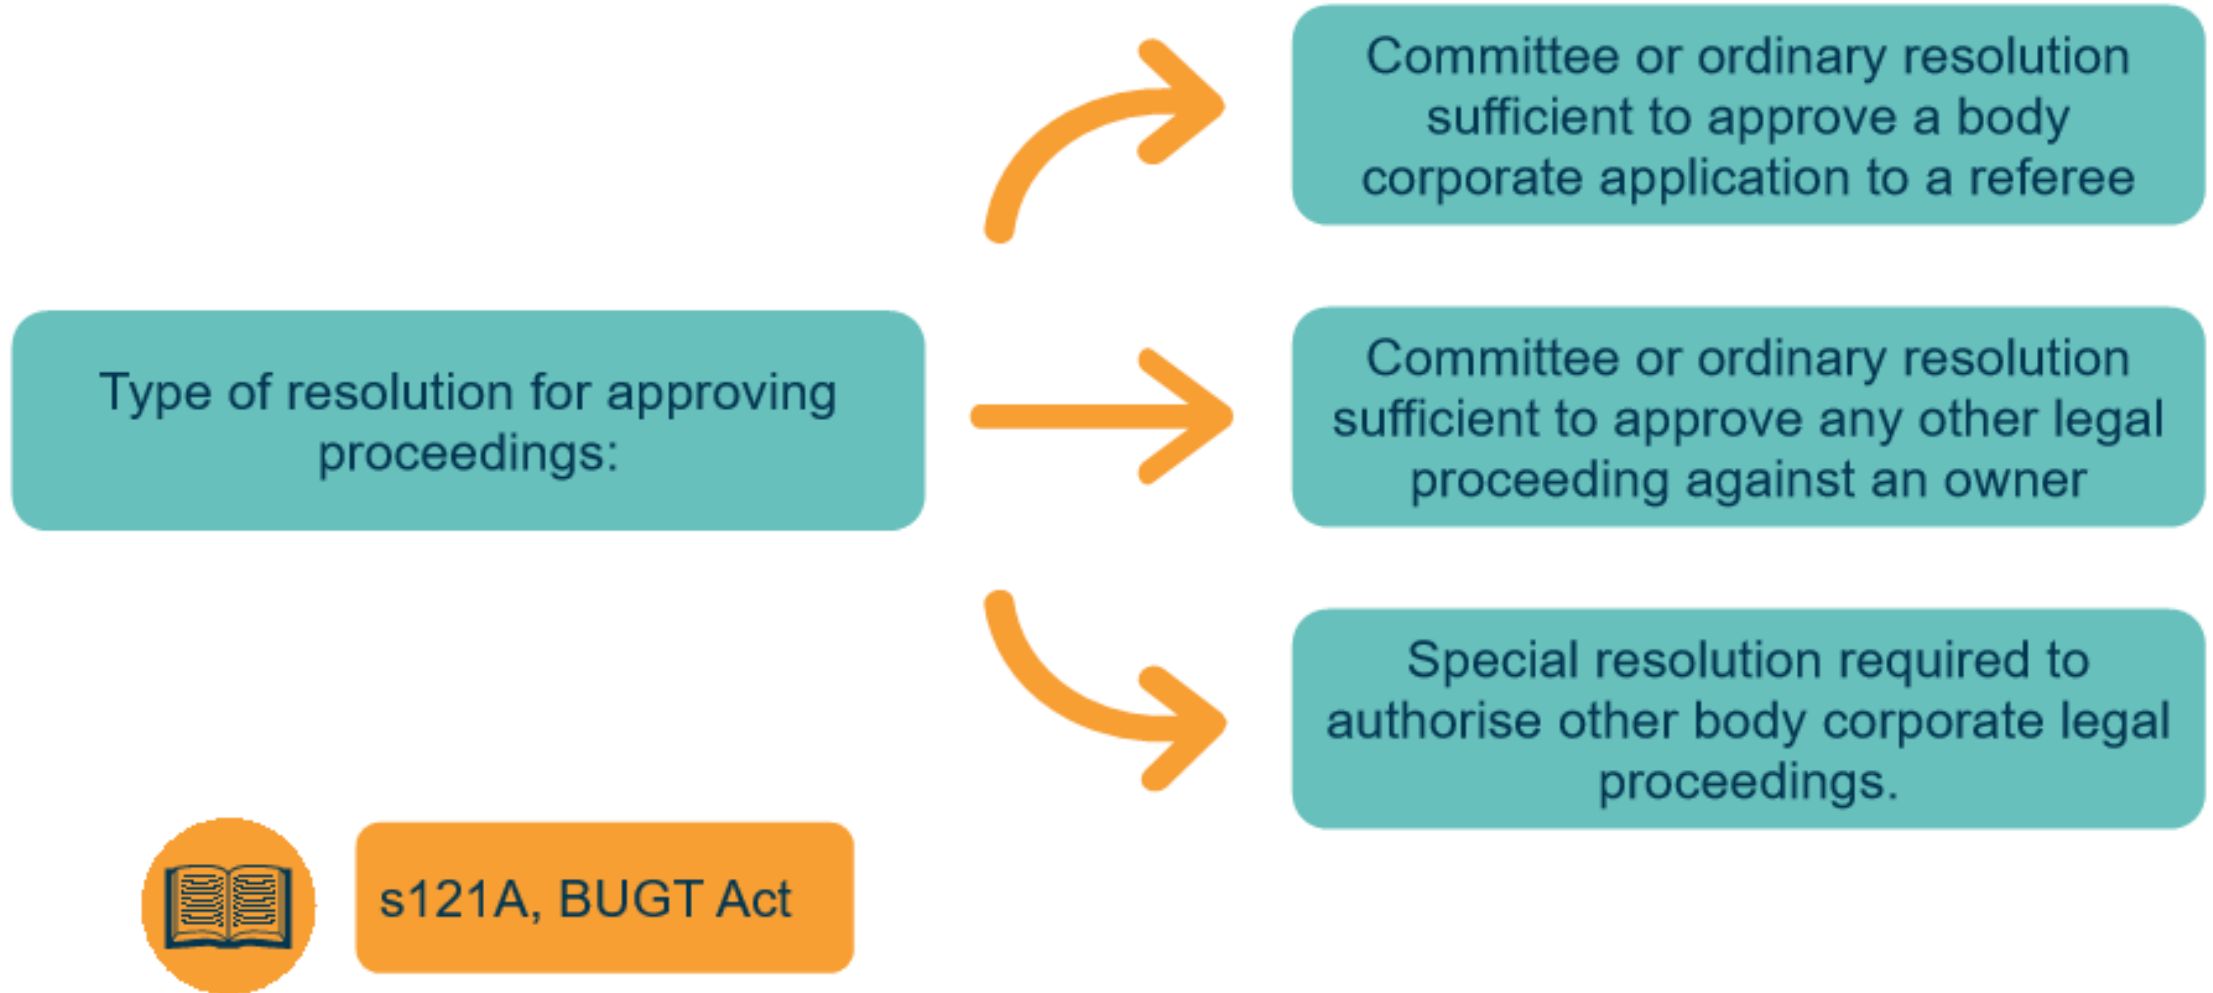 Type of resolution for approving
proceedings:
Committee or ordinary resolution
sufficient to approve a body
corporate application to a referee
Committee or ordinary resolution
sufficient to approve any other legal
proceeding against an owner
Special resolution required to
authorise other body corporate legal
proceedings.
s121A, BUGT Act